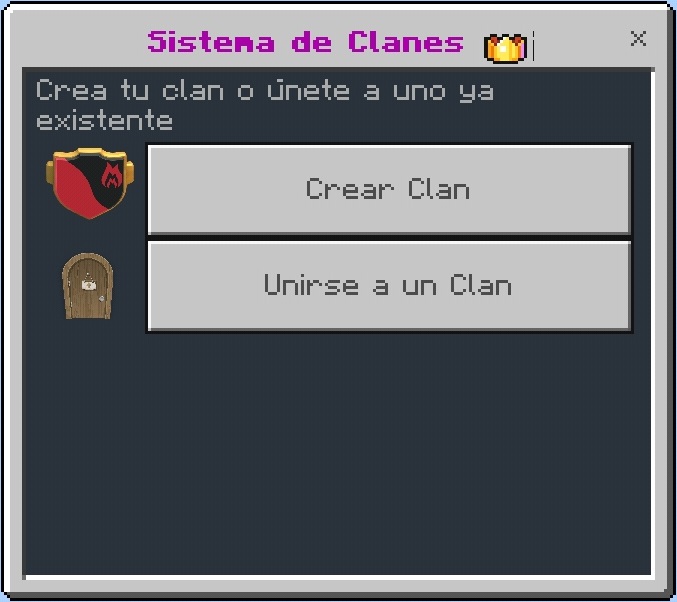 Sistema de Clanes
Crea tu clan o únete a uno ya
existente
Crear Clan
Unirse a un Clan